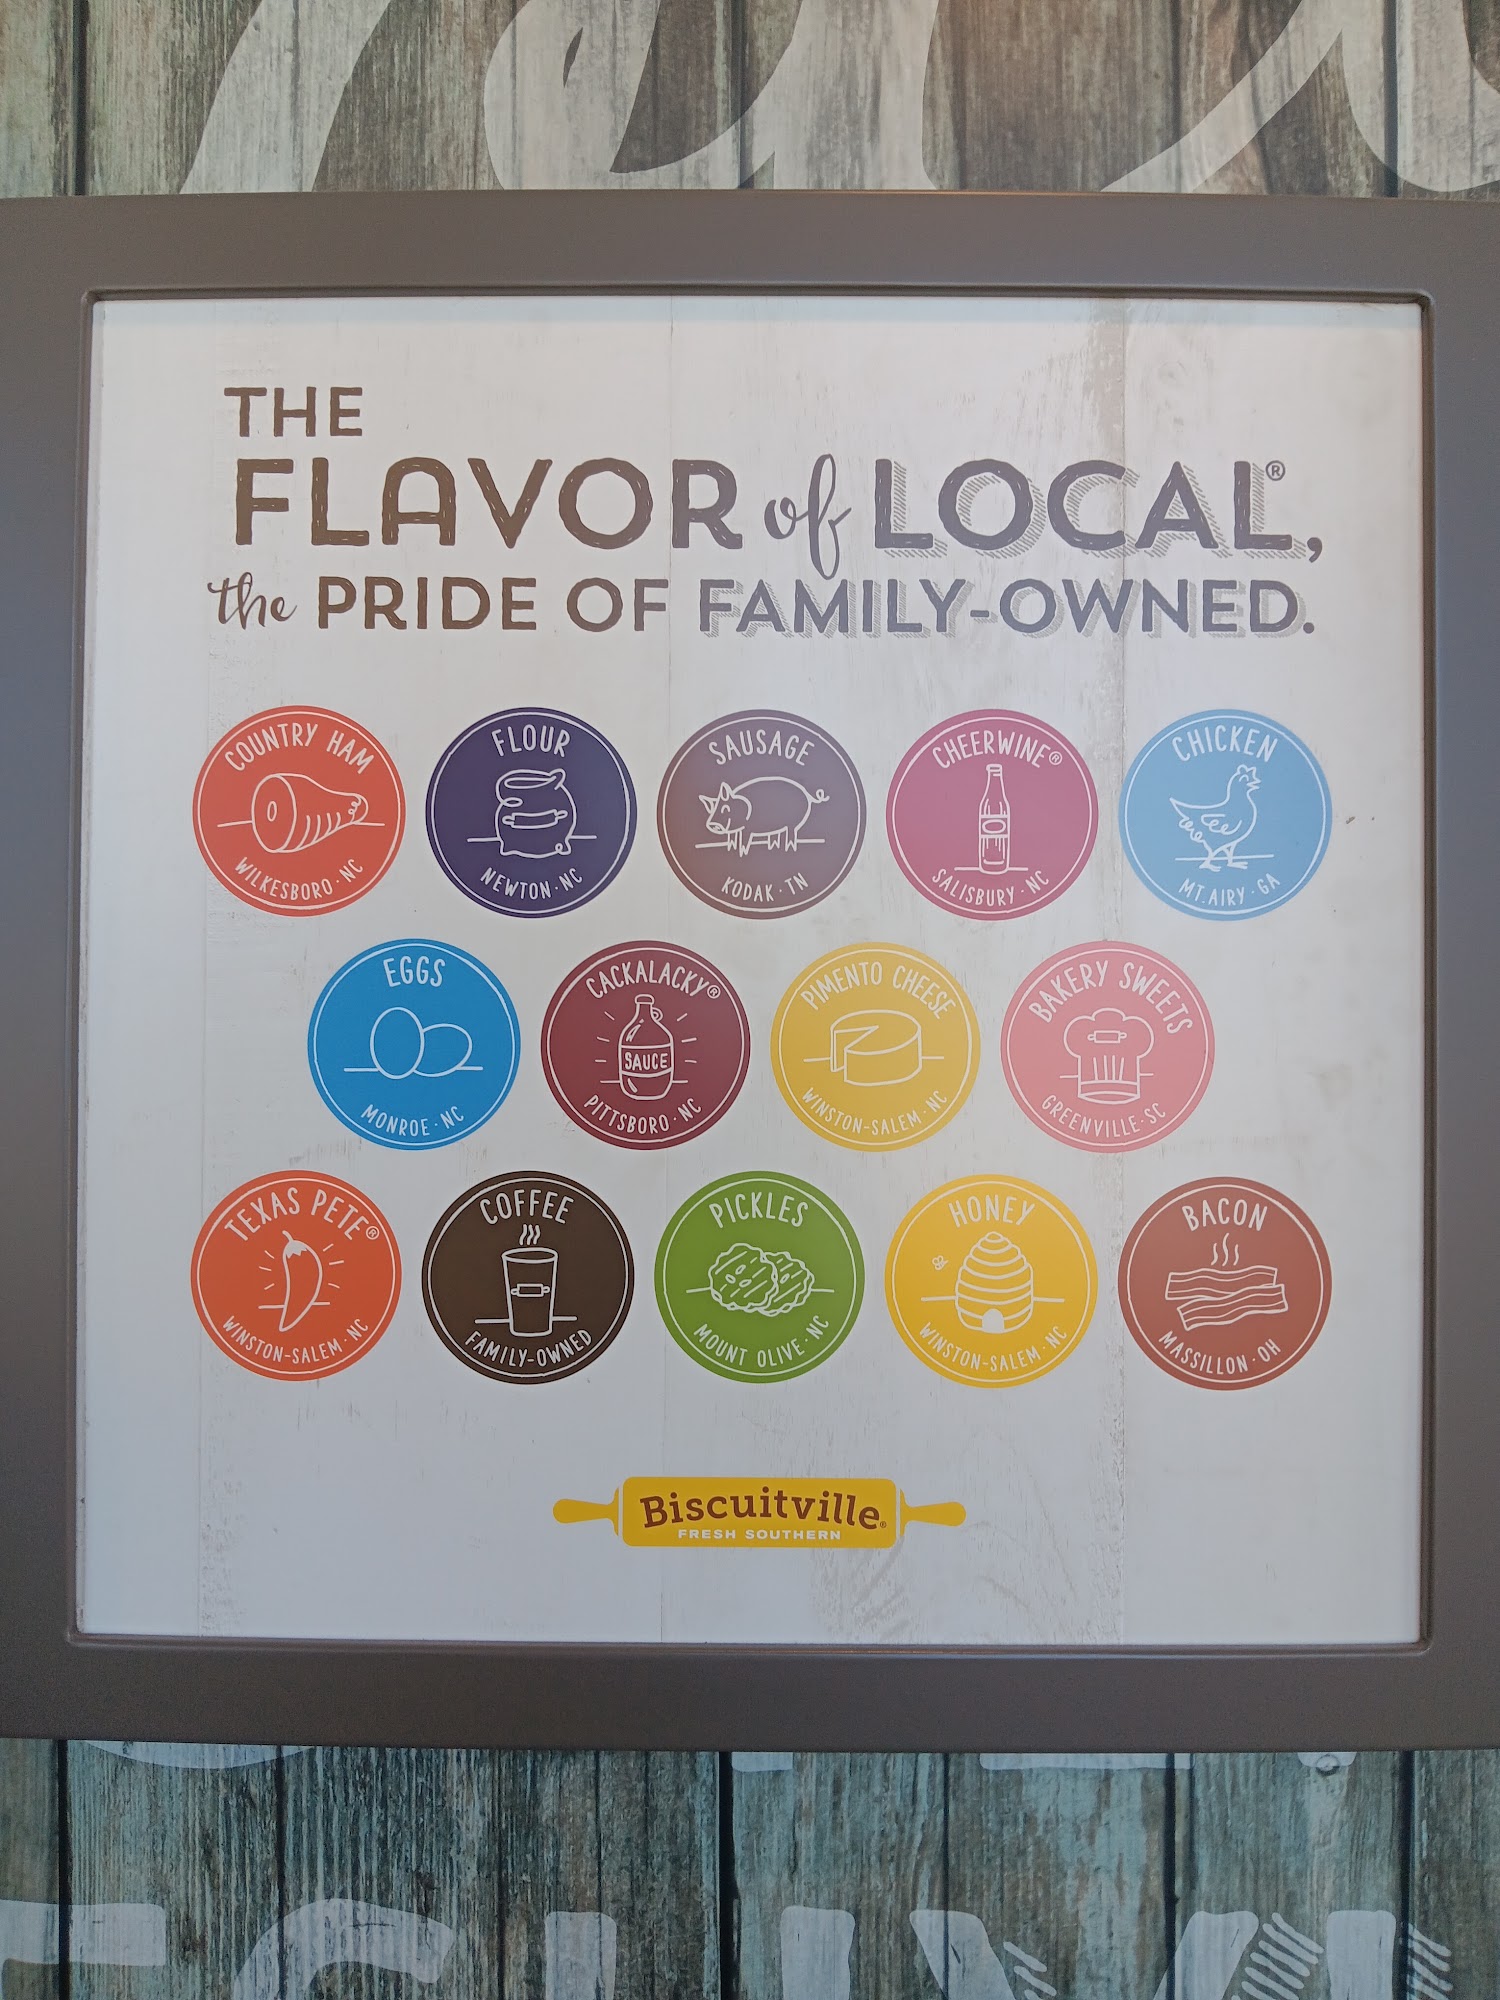 THE
FLAVOR of LOCAL®,
the PRIDE OF FAMILY-OWNED.
COUNTRY HAM
WILKESBORO · NC
FLOUR
NEWTON · NC
SAUSAGE
KODAK · TN
CHEERWINE®
SALISBURY · NC
CHICKEN
MT. AIRY · GA
EGGS
MONROE · NC
CACKALACKY®
SAUCE
PITTSBORO · NC
PIMENTO CHEESE
WINSTON-SALEM · NC
BAKERY SWEETS
GREENVILLE · SC
TEXAS PETE®
WINSTON-SALEM · NC
COFFEE
FAMILY-OWNED
PICKLES
MOUNT OLIVE · NC
HONEY
WINSTON-SALEM · NC
BACON
MASSILLON · OH
Biscuitville®
FRESH SOUTHERN